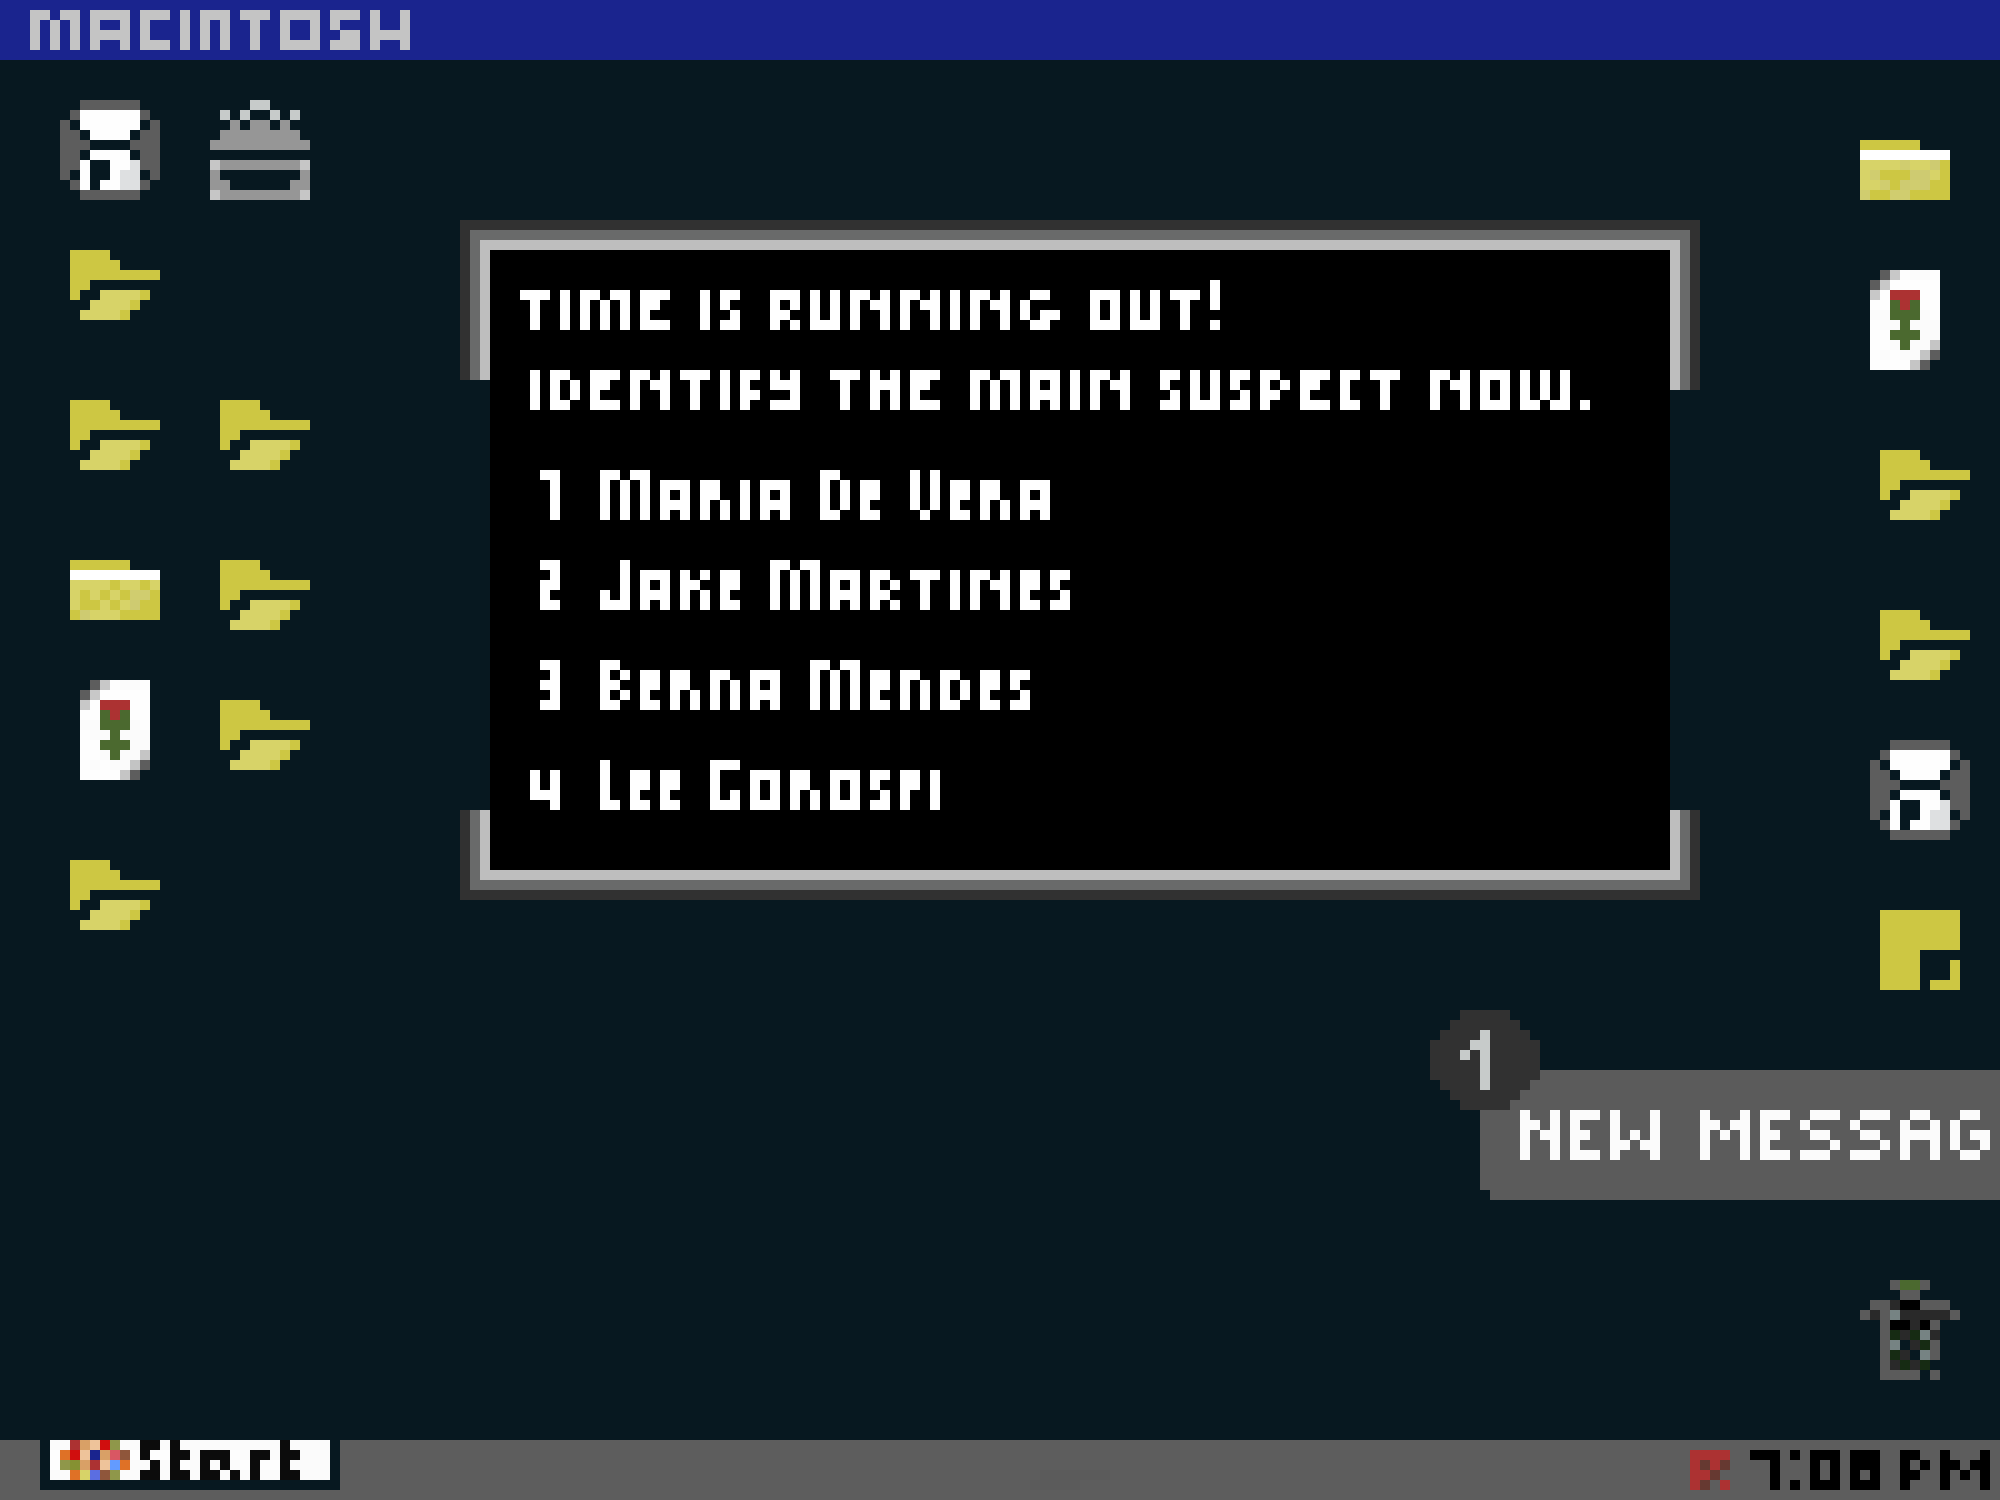 MACINTOSH
TIME IS RUNNING OUT!
IDENTIFY THE MAIN SUSPECT NOW.
1 Maria De Vera
2 Jake Martines
3 Berna Mendes
4 Lee Gorospi
1
NEW MESSAG
start
7:08 PM